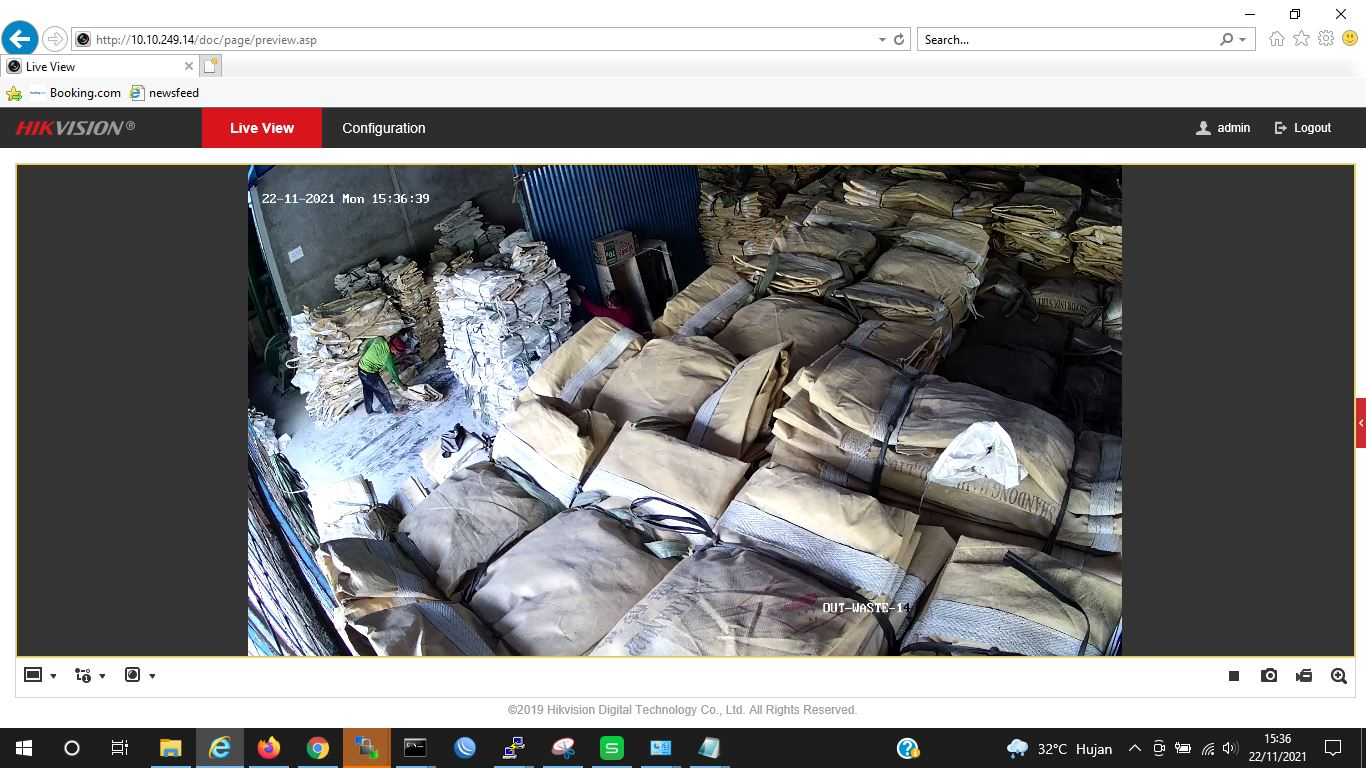 http://10.10.249.14/doc/page/preview.asp
Search...
Live View
Booking.com
newsfeed
HIKVISION®
Live View
Configuration
admin
Logout
22-11-2021 Mon 15:36:39
SHANDONG
OUT-WASTE-14
©2019 Hikvision Digital Technology Co., Ltd. All Rights Reserved.
32°C Hujan
15:36
22/11/2021